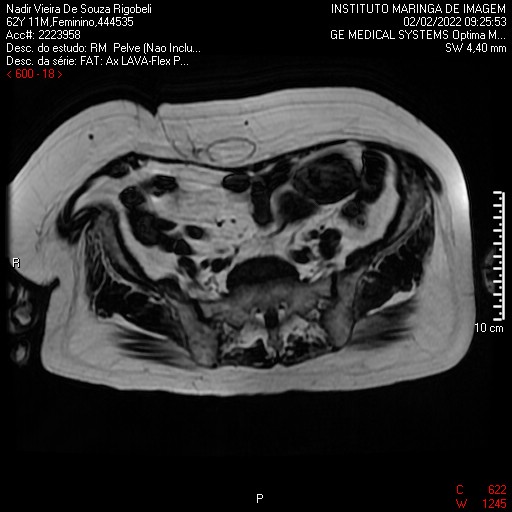 Nadir Vieira De Souza Rigobeli
62Y 11M,Feminino,444535
Acc#: 2223958
Desc. do estudo: RM Pelve (Nao Inclu...
Desc. da série: FAT: Ax LAVA-Flex P...
< 600 - 18 >
INSTITUTO MARINGA DE IMAGEM
02/02/2022 09:25:53
GE MEDICAL SYSTEMS Optima M...
SW 4,40 mm
R
10 cm
P
C 622
W 1245